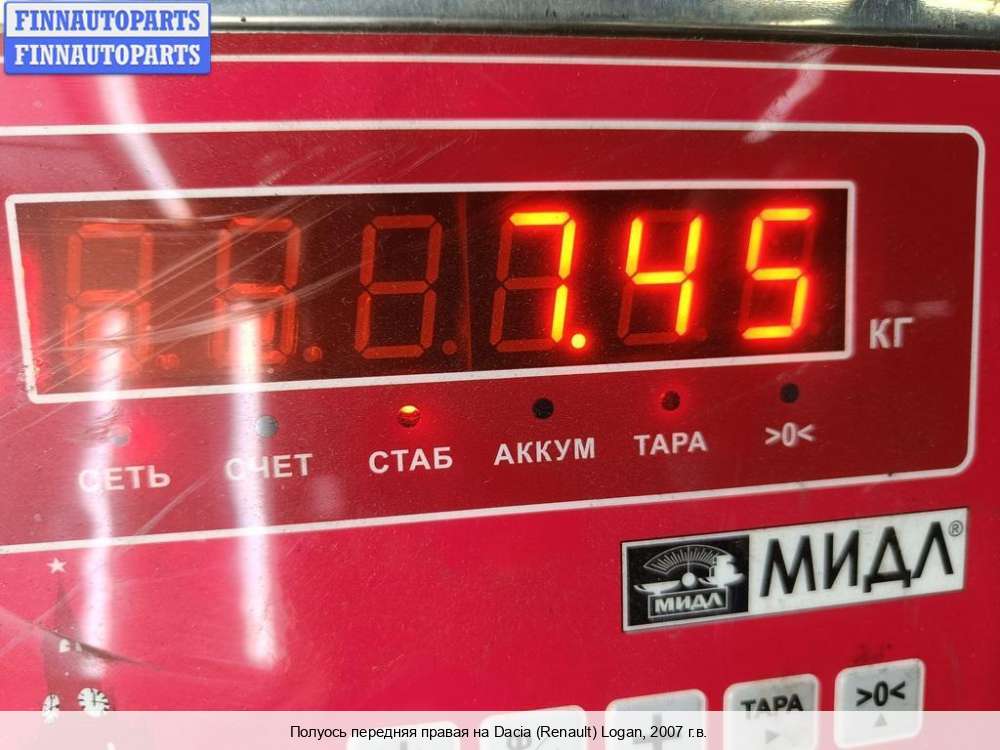 FINNAUTOPARTS
FINNAUTOPARTS
7.45
КГ
СЕТЬ СЧЕТ СТАБ АККУМ ТАРА >0<
МИДЛ МИДЛ®
ТАРА >0<
Полуось передняя правая на Dacia (Renault) Logan, 2007 г.в.